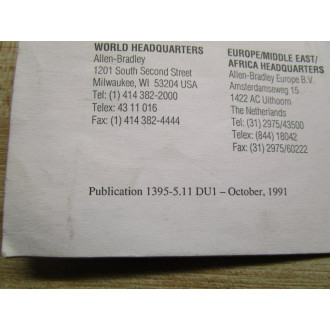 WORLD HEADQUARTERS
Allen-Bradley
1201 South Second Street
Milwaukee, WI 53204 USA
Tel: (1) 414 382-2000
Telex: 43 11 016
Fax: (1) 414 382-4444
EUROPE/MIDDLE EAST/
AFRICA HEADQUARTERS
Allen-Bradley Europe B.V.
Amsterdamseweg 15
1422 AC Uithoorn
The Netherlands
Tel: (31) 2975/43500
Telex: (844) 18042
Fax: (31) 2975/60222
Publication 1395-5.11 DU1 – October, 1991